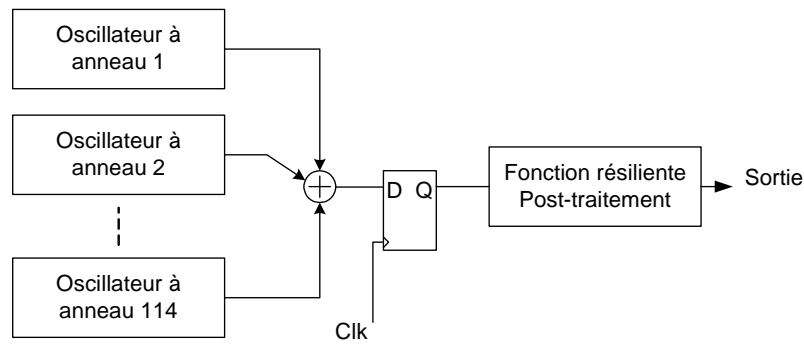 Oscillateur à
anneau 1
Oscillateur à
anneau 2
Oscillateur à
anneau 114
D Q
Clk
Fonction résiliente
Post-traitement
Sortie